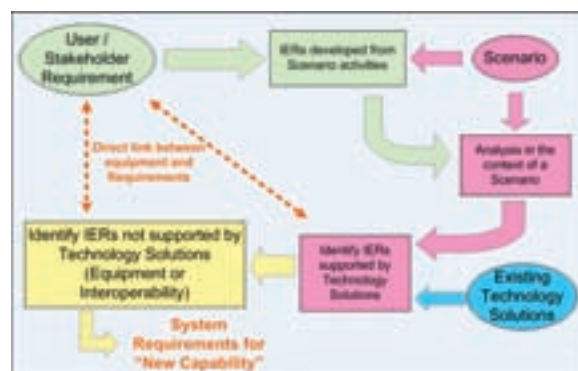 User /
Stakeholder
Requirement
IERs developed from
Scenario activities
Scenario
Direct link between
equipment and
Requirements
Analysis in the
context of a
Scenario
Identify IERs not supported by
Technology Solutions
(Equipment or
Interoperability)
Identify IERs
supported by
Technology
Solutions
Existing
Technology
Solutions
System
Requirements for
"New Capability"